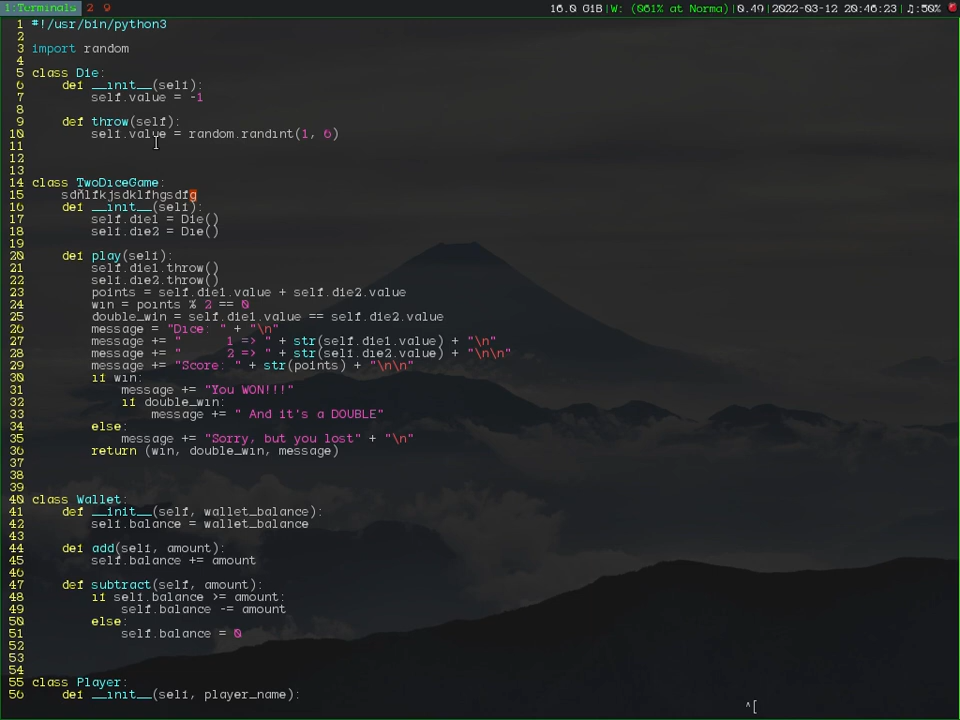 1:Terminals 2 9 16.0 GiB|W: (061% at Norma)|0.49|2022-03-12 20:46:23|♫:50%
1 #!/usr/bin/python3
2
3 import random
4
5 class Die:
6     def __init__(self):
7         self.value = -1
8
9     def throw(self):
10         self.value = random.randint(1, 6)
11
12
13
14 class TwoDiceGame:
15     sdñlfkjsdklfhgsdfg
16     def __init__(self):
17         self.die1 = Die()
18         self.die2 = Die()
19
20     def play(self):
21         self.die1.throw()
22         self.die2.throw()
23         points = self.die1.value + self.die2.value
24         win = points % 2 == 0
25         double_win = self.die1.value == self.die2.value
26         message = "Dice: " + "\n"
27         message += "      1 => " + str(self.die1.value) + "\n"
28         message += "      2 => " + str(self.die2.value) + "\n\n"
29         message += "Score: " + str(points) + "\n\n"
30         if win:
31             message += "You WON!!!"
32             if double_win:
33                 message += " And it's a DOUBLE"
34         else:
35             message += "Sorry, but you lost" + "\n"
36         return (win, double_win, message)
37
38
39
40 class Wallet:
41     def __init__(self, wallet_balance):
42         self.balance = wallet_balance
43
44     def add(self, amount):
45         self.balance += amount
46
47     def subtract(self, amount):
48         if self.balance >= amount:
49             self.balance -= amount
50         else:
51             self.balance = 0
52
53
54
55 class Player:
56     def __init__(self, player_name):
^[